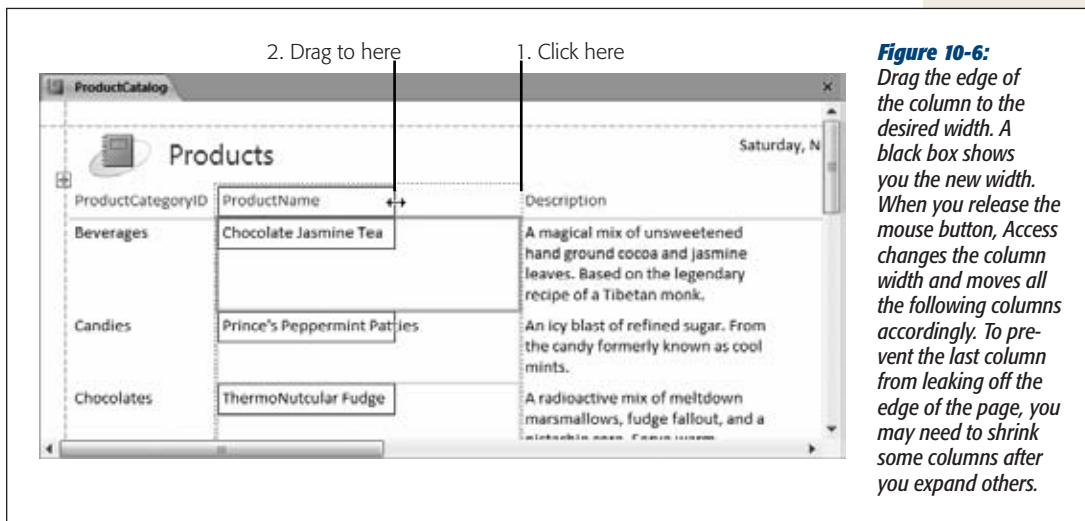 2. Drag to here
1. Click here
ProductCatalog
Products
Saturday, N
ProductCategoryID ProductName Description
Beverages Chocolate Jasmine Tea A magical mix of unsweetened
hand ground cocoa and jasmine
leaves. Based on the legendary
recipe of a Tibetan monk.
Candies Prince's Peppermint Patties An icy blast of refined sugar. From
the candy formerly known as cool
mints.
Chocolates ThermoNutcular Fudge A radioactive mix of meltdown
marsmallows, fudge fallout, and a
Figure 10-6:
Drag the edge of
the column to the
desired width. A
black box shows
you the new width.
When you release the
mouse button, Access
changes the column
width and moves all
the following columns
accordingly. To pre-
vent the last column
from leaking off the
edge of the page, you
may need to shrink
some columns after
you expand others.